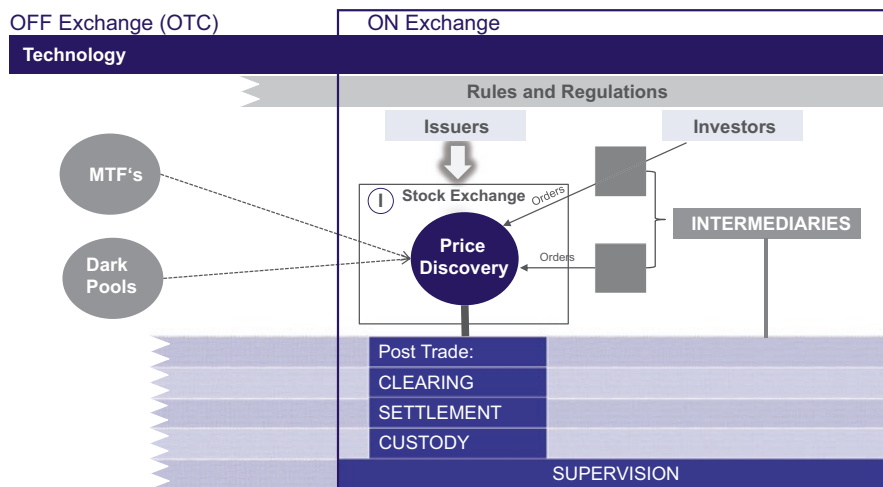 OFF Exchange (OTC)
ON Exchange
Technology
Rules and Regulations
Issuers
Investors
MTF‘s
I
Stock Exchange
Orders
Price
Discovery
INTERMEDIARIES
Dark
Pools
Orders
Post Trade:
CLEARING
SETTLEMENT
CUSTODY
SUPERVISION